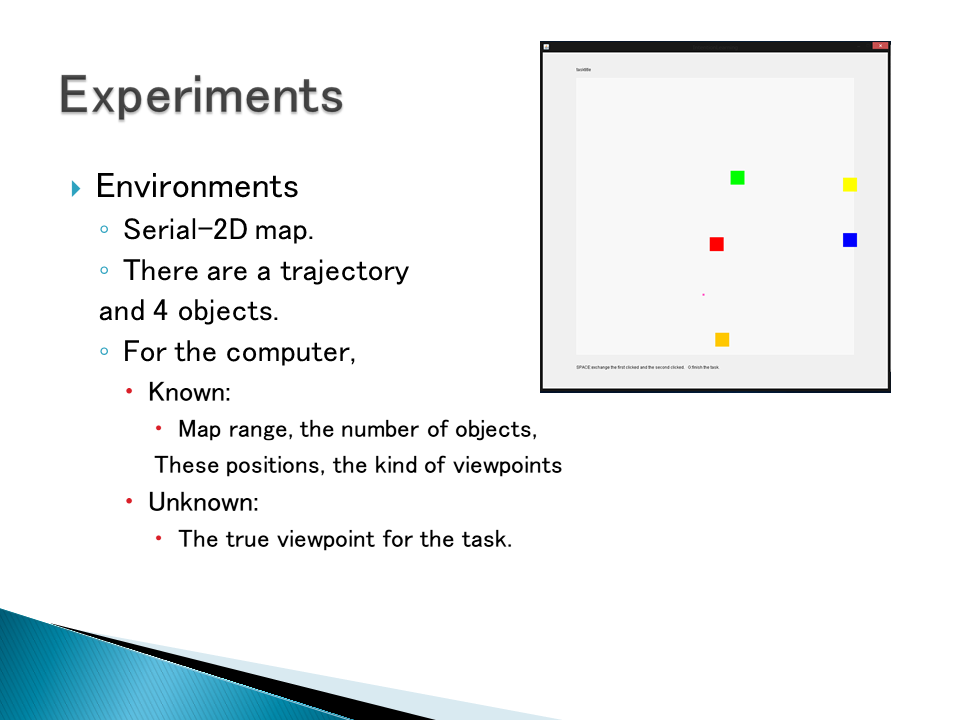 Experiments
Environments
Serial-2D map.
There are a trajectory
and 4 objects.
For the computer,
Known:
Map range, the number of objects,
These positions, the kind of viewpoints
Unknown:
The true viewpoint for the task.
tasktitle
SPACE exchange the first clicked and the second clicked. O finish the task.